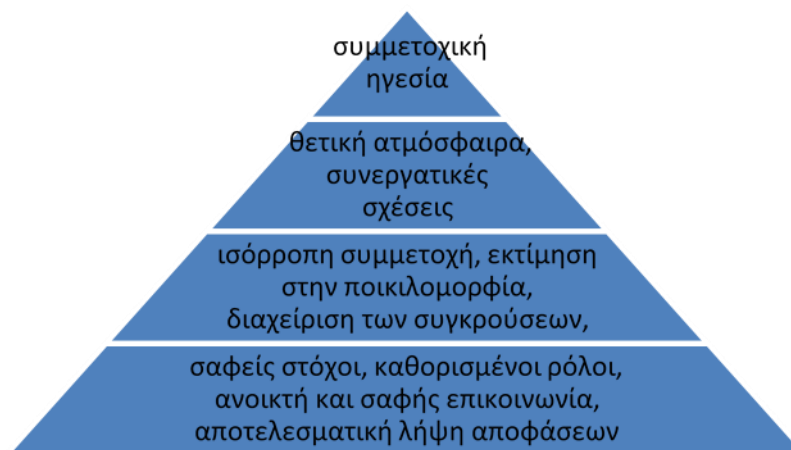 συμμετοχική
ηγεσία
θετική ατμόσφαιρα,
συνεργατικές
σχέσεις
ισόρροπη συμμετοχή, εκτίμηση
στην ποικιλομορφία,
διαχείριση των συγκρούσεων,
σαφείς στόχοι, καθορισμένοι ρόλοι,
ανοικτή και σαφής επικοινωνία,
αποτελεσματική λήψη αποφάσεων